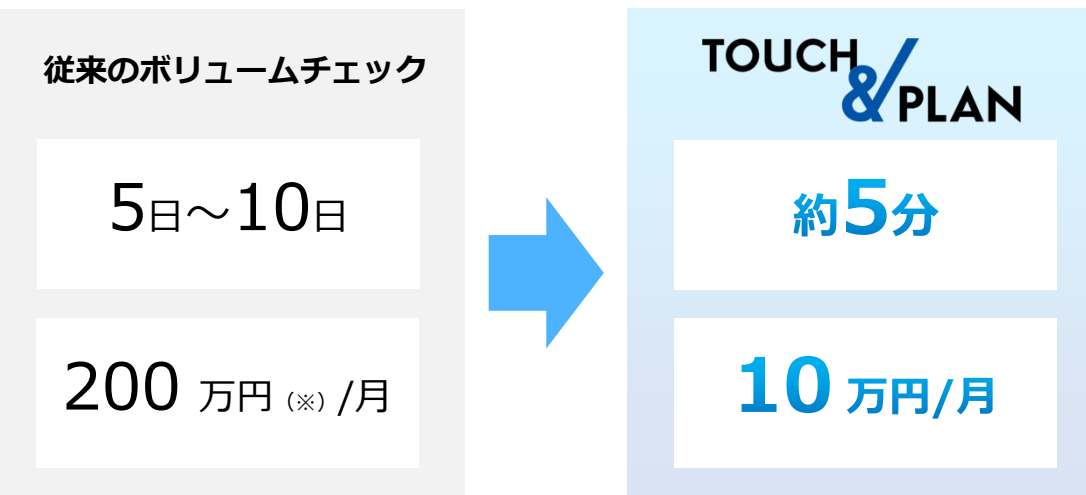 従来のボリュームチェック
5日～10日
200 万円（※）/月
TOUCH
&PLAN
約5分
10 万円/月